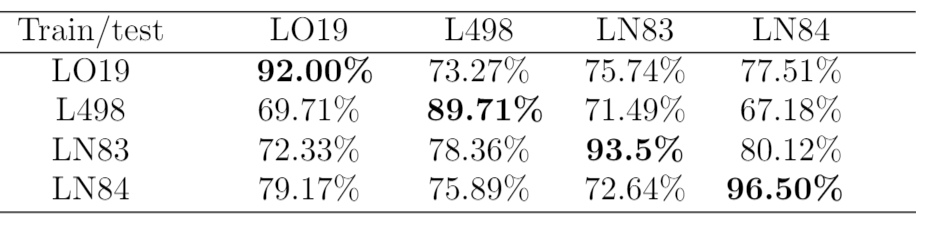 Train/test LO19 L498 LN83 LN84
LO19 92.00% 73.27% 75.74% 77.51%
L498 69.71% 89.71% 71.49% 67.18%
LN83 72.33% 78.36% 93.5% 80.12%
LN84 79.17% 75.89% 72.64% 96.50%